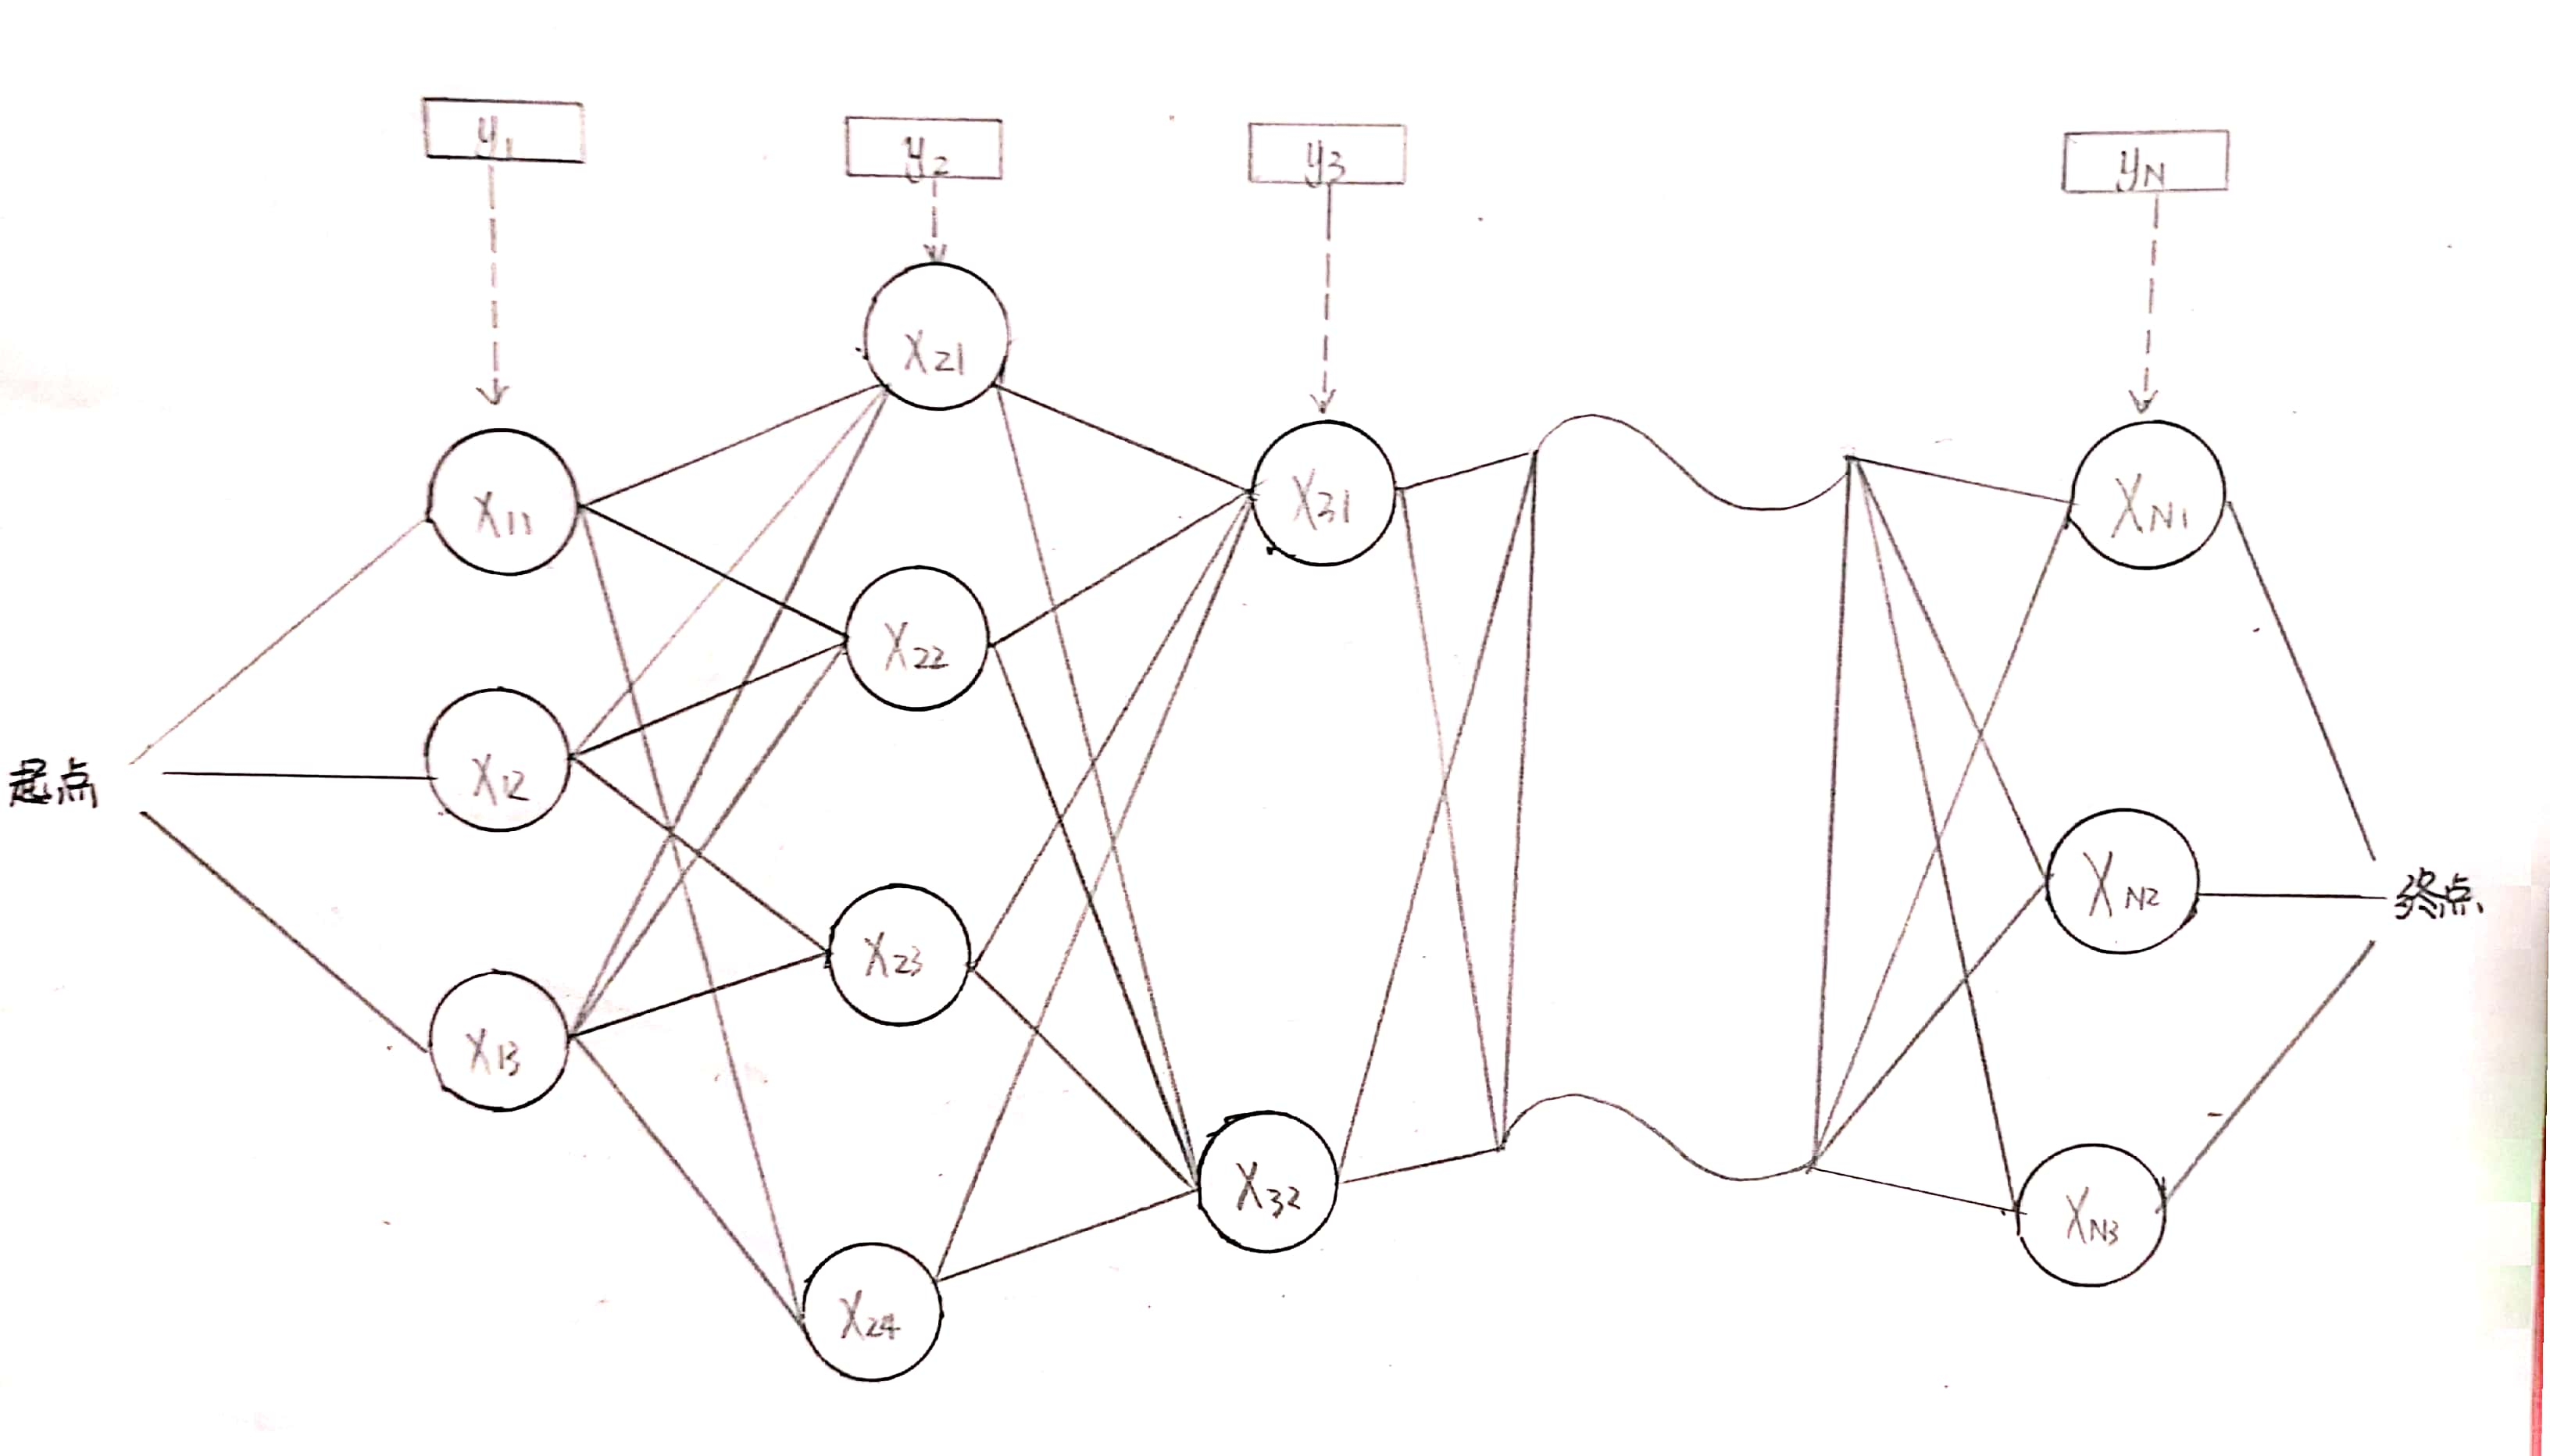 y1 y2 y3 yN
X21
X11 X31 XN1
X22
起点 X12
X23 XN2 终点
X13
X32 XN3
X24